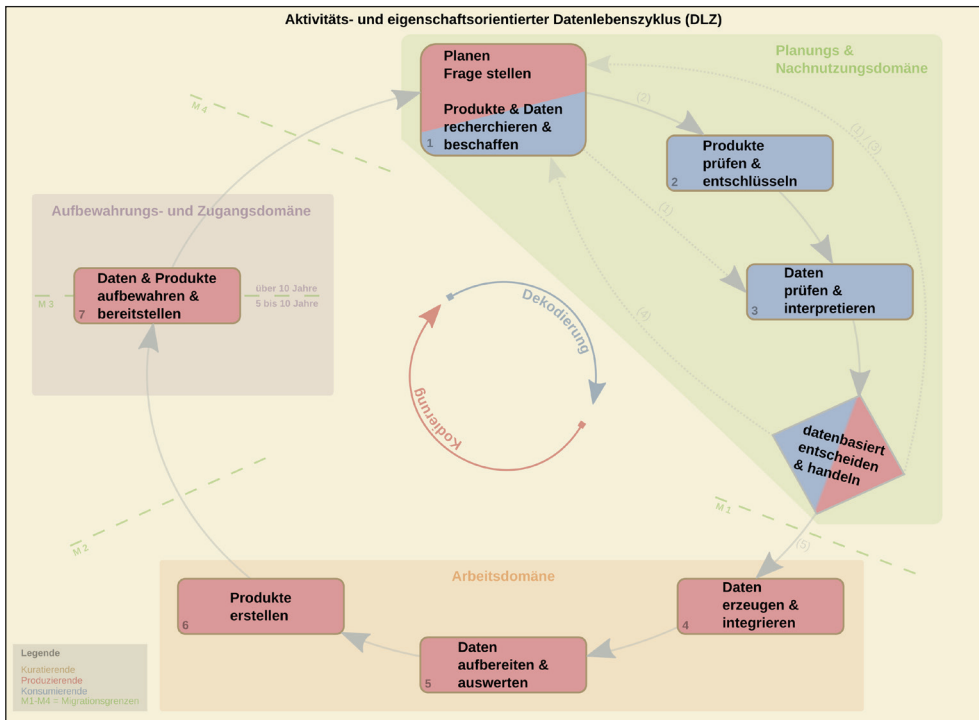 Aktivitäts- und eigenschaftsorientierter Datenlebenszyklus (DLZ)
Planungs &
Nachnutzungsdomäne
Planen
Frage stellen
Produkte & Daten
recherchieren &
beschaffen
1
(2)
Produkte
prüfen &
entschlüsseln
2
(1) / (3)
(1)
Daten
prüfen &
interpretieren
3
(4)
datenbasiert
entscheiden
& handeln
M 4
Aufbewahrungs- und Zugangsdomäne
Daten & Produkte
aufbewahren &
bereitstellen
7
M 3
über 10 Jahre
5 bis 10 Jahre
Dekodierung
Kodierung
M 1
M 2
(5)
Arbeitsdomäne
Produkte
erstellen
6
Daten
erzeugen &
integrieren
4
Daten
aufbereiten &
auswerten
5
Legende
Kuratierende
Produzierende
Konsumierende
M1-M4 = Migrationsgrenzen